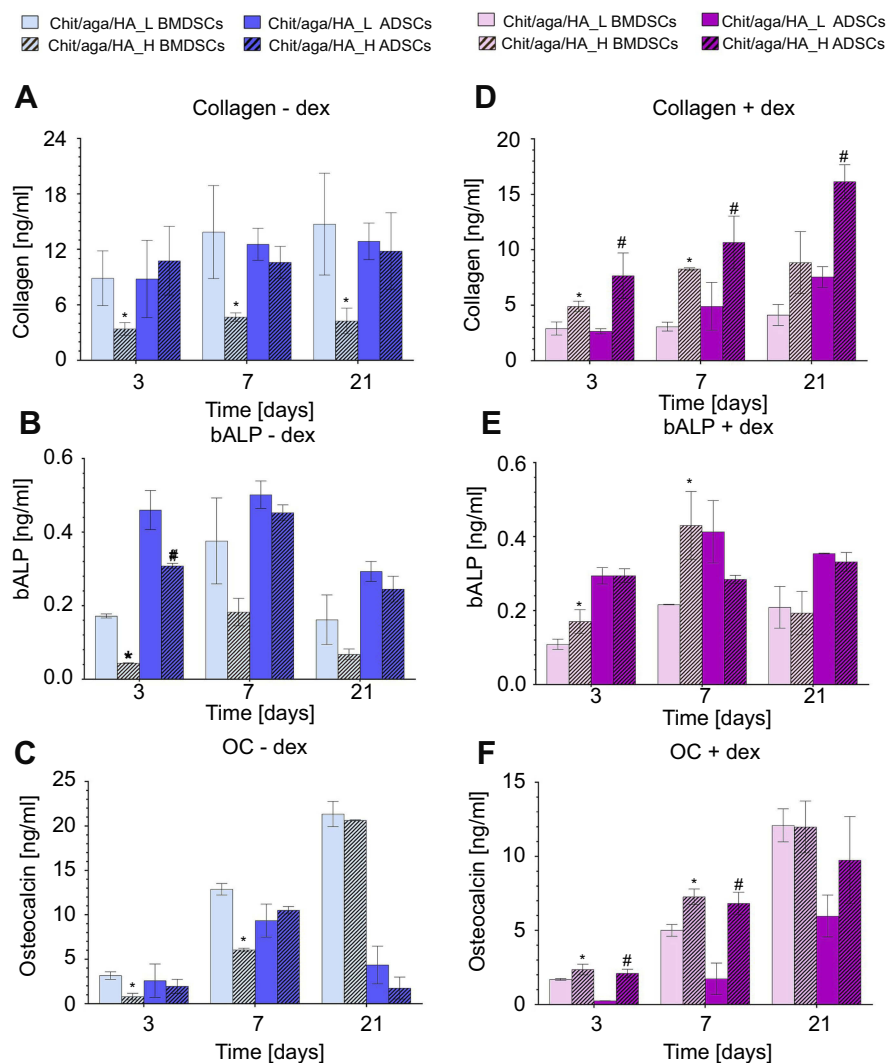 Chit/aga/HA_L BMDSCs Chit/aga/HA_L ADSCs
Chit/aga/HA_H BMDSCs Chit/aga/HA_H ADSCs
Chit/aga/HA_L BMDSCs Chit/aga/HA_L ADSCs
Chit/aga/HA_H BMDSCs Chit/aga/HA_H ADSCs
A
Collagen - dex
Collagen [ng/ml]
24
18
12
6
0
* * *
3 7 21
Time [days]
B
bALP - dex
bALP [ng/ml]
0.6
0.4
0.2
0.0
* #
3 7 21
Time [days]
C
OC - dex
Osteocalcin [ng/ml]
25
20
15
10
5
0
* *
3 7 21
Time [days]
D
Collagen + dex
Collagen [ng/ml]
20
15
10
5
0
* # * # #
3 7 21
Time [days]
E
bALP + dex
bALP [ng/ml]
0.6
0.4
0.2
0.0
* *
3 7 21
Time [days]
F
OC + dex
Osteocalcin [ng/ml]
15
10
5
0
* # * #
3 7 21
Time [days]